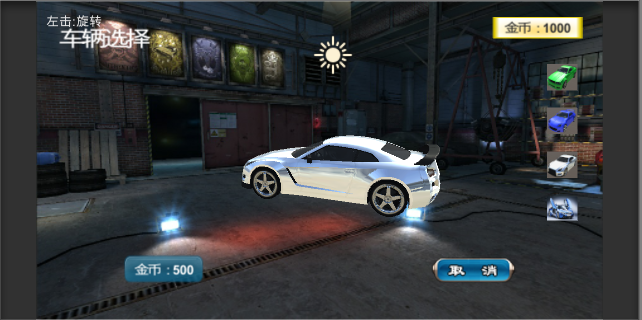 左击:旋转
车辆选择
金币 : 1000
金币 : 500
取 消